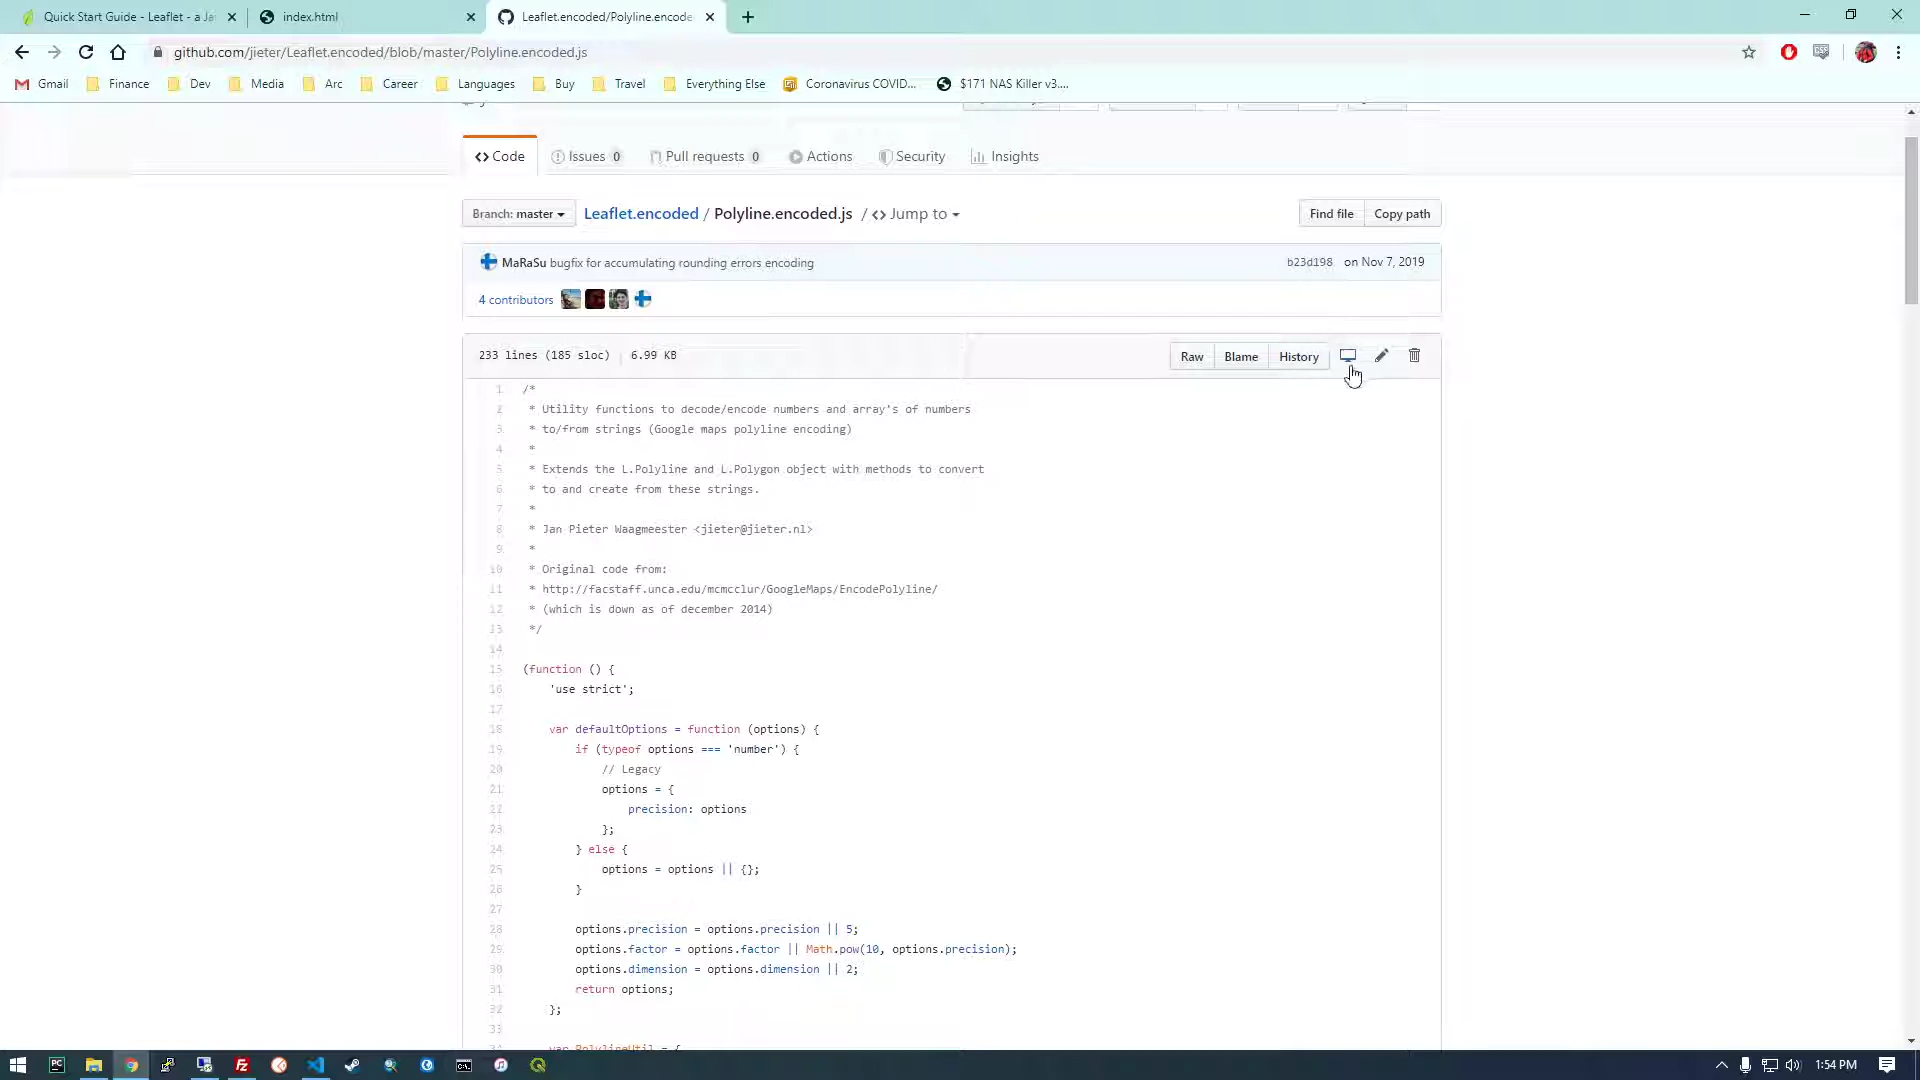 Quick Start Guide - Leaflet - a Ja
index.html
Leaflet.encoded/Polyline.encode
github.com/jieter/Leaflet.encoded/blob/master/Polyline.encoded.js
Gmail Finance Dev Media Arc Career Languages Buy Travel Everything Else Coronavirus COVID... $171 NAS Killer v3....
Code Issues 0 Pull requests 0 Actions Security Insights
Branch: master Leaflet.encoded / Polyline.encoded.js / <> Jump to Find file Copy path
MaRaSu bugfix for accumulating rounding errors encoding b23d198 on Nov 7, 2019
4 contributors
233 lines (185 sloc) 6.99 KB Raw Blame History
1 /*
2 * Utility functions to decode/encode numbers and array's of numbers
3 * to/from strings (Google maps polyline encoding)
4 *
5 * Extends the L.Polyline and L.Polygon object with methods to convert
6 * to and create from these strings.
7 *
8 * Jan Pieter Waagmeester <jieter@jieter.nl>
9 *
10 * Original code from:
11 * http://facstaff.unca.edu/mcmcclur/GoogleMaps/EncodePolyline/
12 * (which is down as of december 2014)
13 */
14
15 (function () {
16 'use strict';
17
18 var defaultOptions = function (options) {
19 if (typeof options === 'number') {
20 // Legacy
21 options = {
22 precision: options
23 };
24 } else {
25 options = options || {};
26 }
27
28 options.precision = options.precision || 5;
29 options.factor = options.factor || Math.pow(10, options.precision);
30 options.dimension = options.dimension || 2;
31 return options;
32 };
33
34 var PolylineUtil = {
1:54 PM